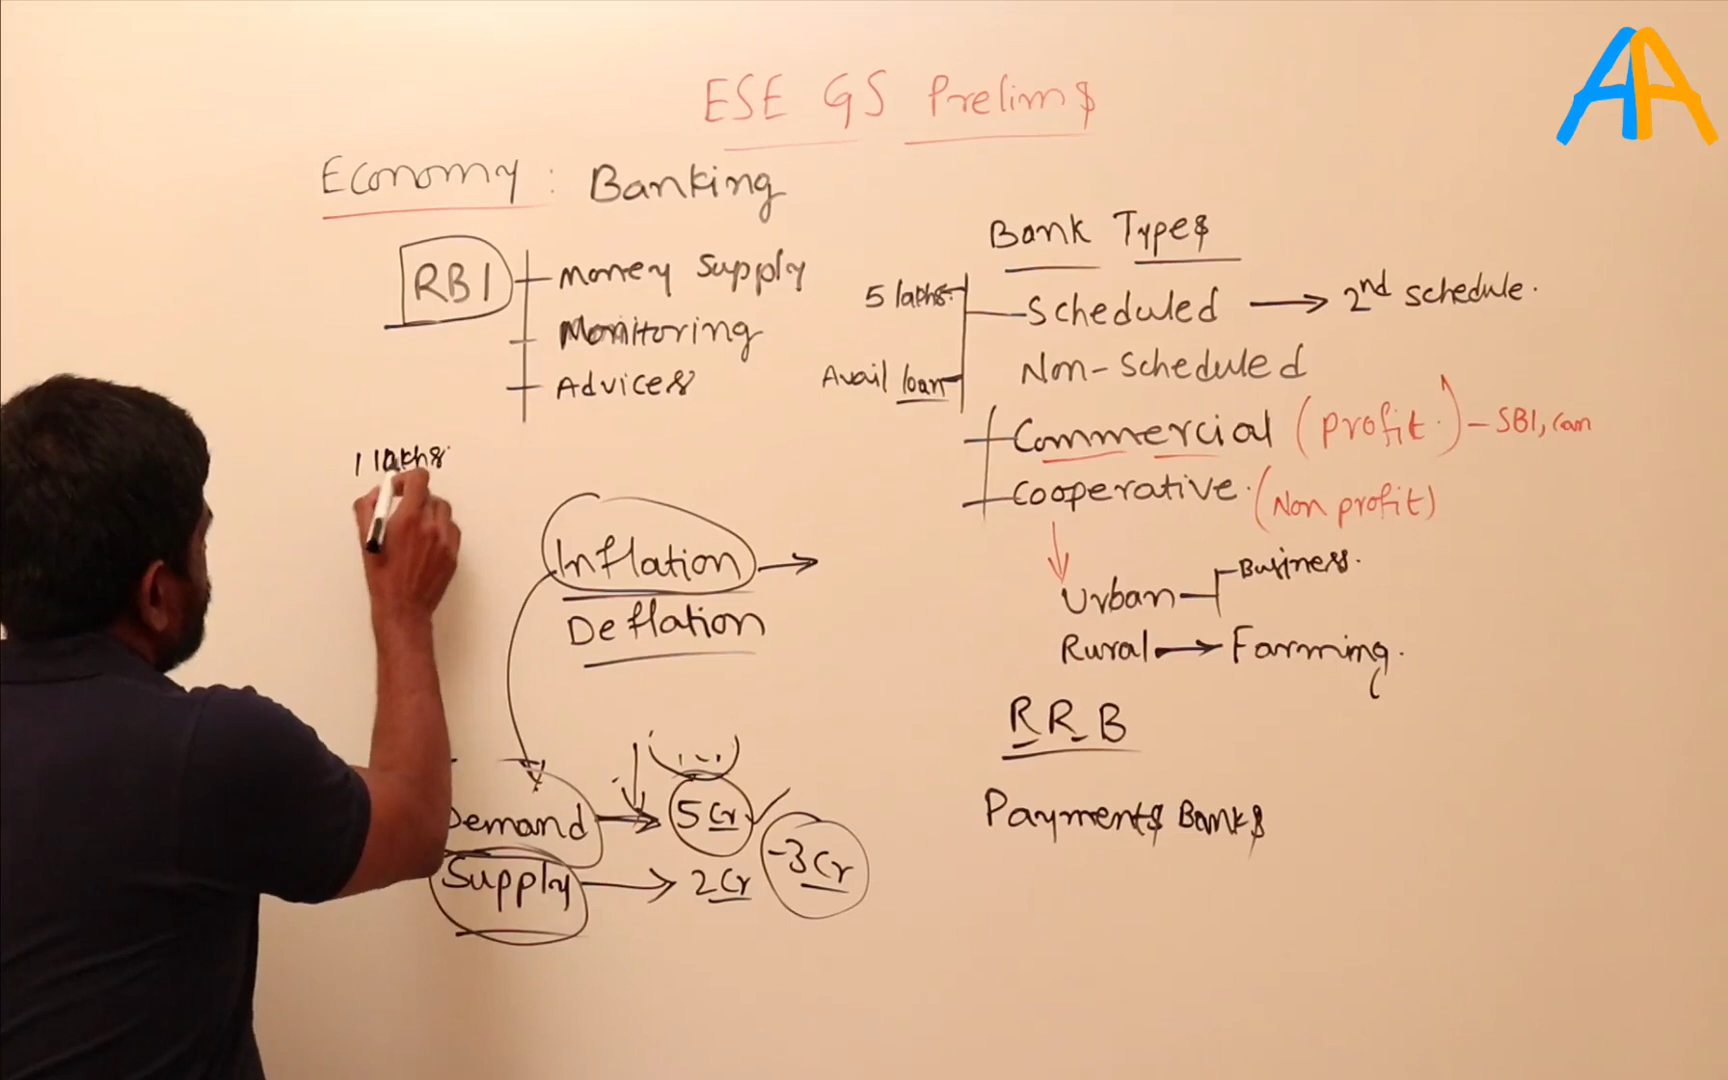 AA
ESE GS Prelims
Economy : Banking
RBI
Money Supply
Monitoring
Advices
1 lakhs
Inflation
Deflation
Demand
5 Cr
Supply
2 Cr
-3 Cr
Bank Types
5 lakhs
Scheduled
2nd Schedule.
Avail loan
Non-Scheduled
Commercial (Profit.) - SBI, Can
Cooperative. (Non profit)
Urban
Business.
Rural
Farming.
RRB
Payments Banks